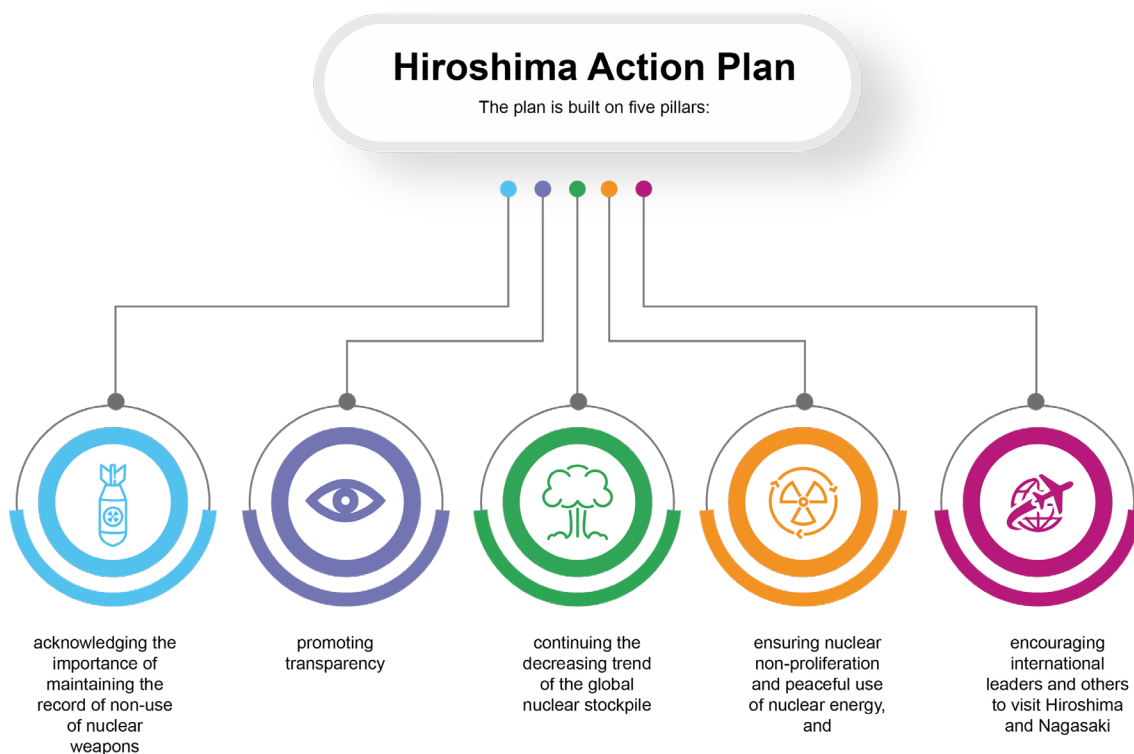 Hiroshima Action Plan
The plan is built on five pillars:
acknowledging the
importance of
maintaining the
record of non-use
of nuclear
weapons
promoting
transparency
continuing the
decreasing trend
of the global
nuclear stockpile
ensuring nuclear
non-proliferation
and peaceful use
of nuclear energy,
and
encouraging
international
leaders and others
to visit Hiroshima
and Nagasaki